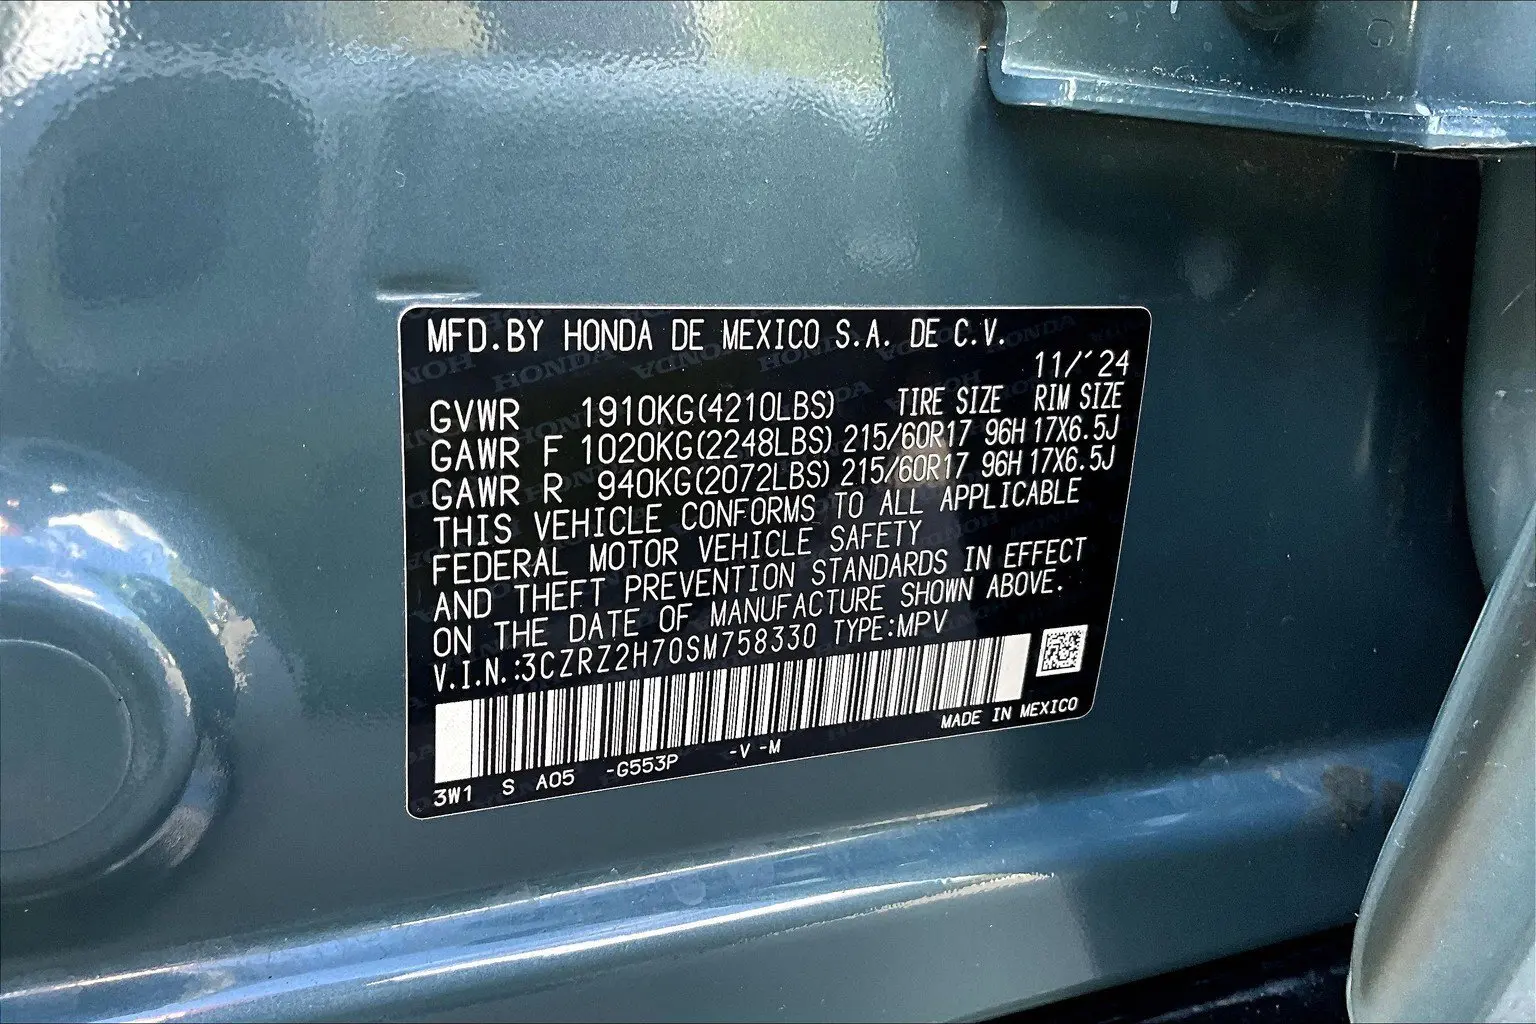 MFD.BY HONDA DE MEXICO S.A. DE C.V.
11/'24
GVWR 1910KG(4210LBS) TIRE SIZE RIM SIZE
GAWR F 1020KG(2248LBS) 215/60R17 96H 17X6.5J
GAWR R 940KG(2072LBS) 215/60R17 96H 17X6.5J
THIS VEHICLE CONFORMS TO ALL APPLICABLE
FEDERAL MOTOR VEHICLE SAFETY
AND THEFT PREVENTION STANDARDS IN EFFECT
ON THE DATE OF MANUFACTURE SHOWN ABOVE.
V.I.N.:3CZRZ2H70SM758330 TYPE:MPV
MADE IN MEXICO
3W1 S A05 -G553P -V -M